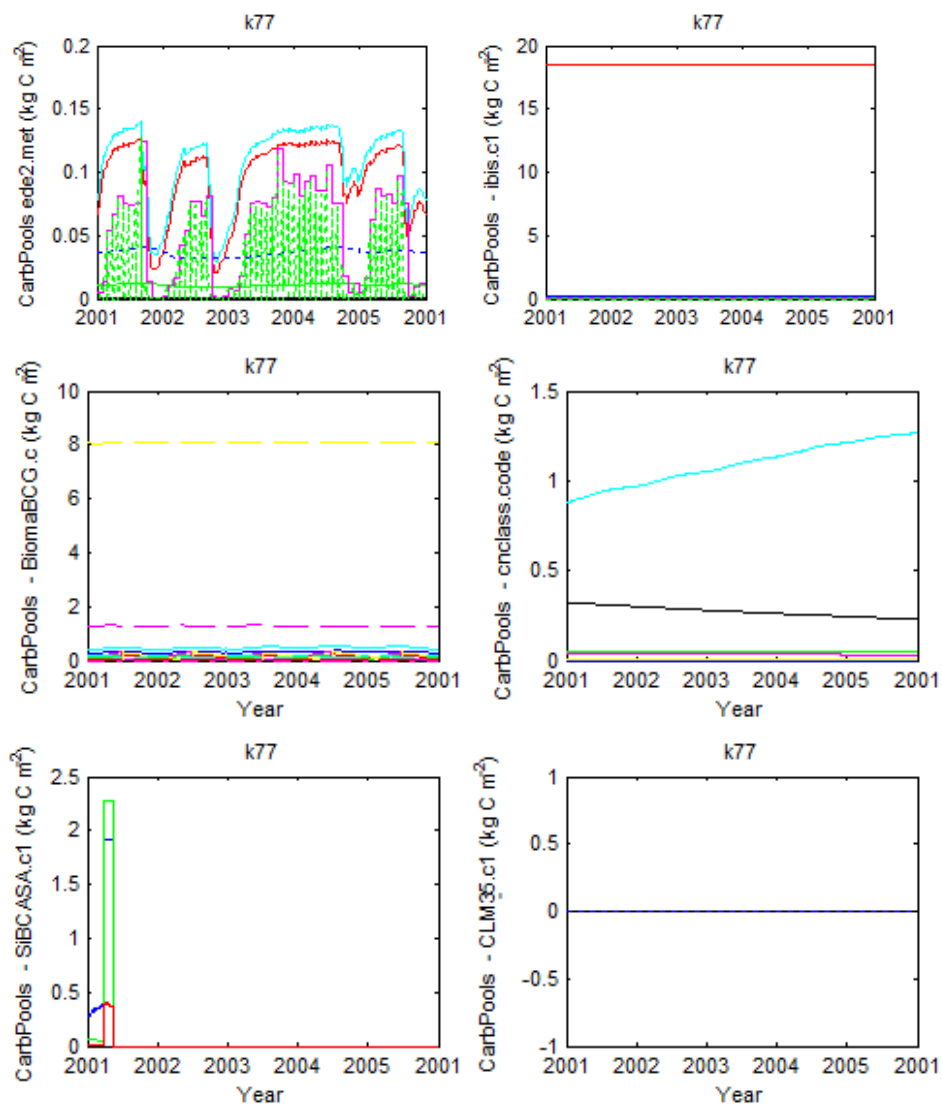 k77
CarbPools ede2.met (kg C m²)
0.2
0.15
0.1
0.05
0
2001 2002 2003 2004 2005 2001
k77
CarbPools - ibis.c1 (kg C m²)
20
15
10
5
0
2001 2002 2003 2004 2005 2001
k77
CarbPools - BiomaBCG.c (kg C m²)
10
8
6
4
2
0
2001 2002 2003 2004 2005 2001
Year
k77
CarbPools - cnclass.code (kg C m²)
1.5
1
0.5
0
2001 2002 2003 2004 2005 2001
Year
k77
CarbPools - SiBCASA.c1 (kg C m²)
2.5
2
1.5
1
0.5
0
2001 2002 2003 2004 2005 2001
Year
k77
CarbPools - CLM35.c1 (kg C m²)
1
0.5
0
-0.5
-1
2001 2002 2003 2004 2005 2001
Year